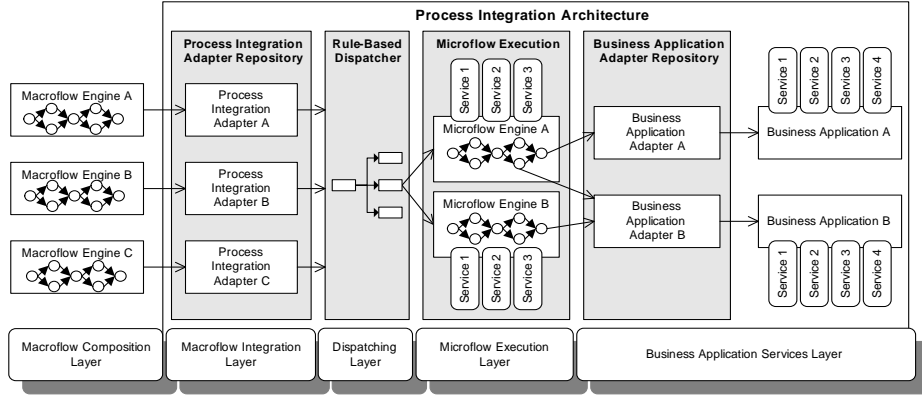 Process Integration Architecture
Process Integration
Adapter Repository
Rule-Based
Dispatcher
Microflow Execution
Business Application
Adapter Repository
Service 1
Service 2
Service 3
Service 1
Service 2
Service 3
Service 4
Macroflow Engine A
Process
Integration
Adapter A
Microflow Engine A
Business
Application
Adapter A
Business Application A
Macroflow Engine B
Process
Integration
Adapter B
Microflow Engine B
Business
Application
Adapter B
Business Application B
Macroflow Engine C
Process
Integration
Adapter C
Service 1
Service 2
Service 3
Service 1
Service 2
Service 3
Service 4
Macroflow Composition
Layer
Macroflow Integration
Layer
Dispatching
Layer
Microflow Execution
Layer
Business Application Services Layer